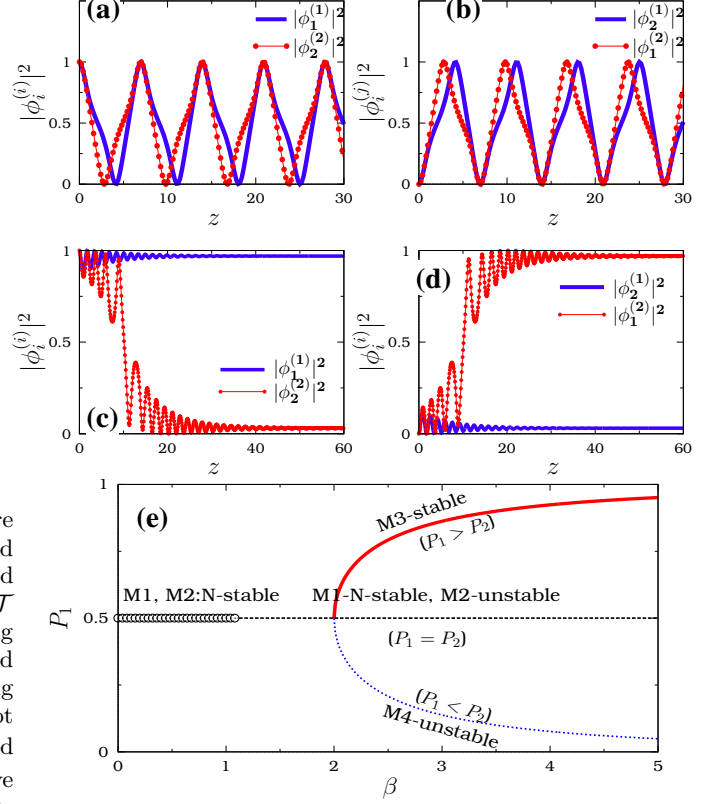 (a)
|ϕ₁^(1)|²
|ϕ₂^(2)|²
|ϕᵢ^(i)|²
1
0.5
0
0 10 20 30
z
(b)
|ϕ₂^(1)|²
|ϕ₁^(2)|²
|ϕᵢ^(j)|²
1
0.5
0
0 10 20 30
z
(c)
|ϕ₁^(1)|²
|ϕ₂^(2)|²
|ϕᵢ^(i)|²
1
0.5
0
0 20 40 60
z
(d)
|ϕ₂^(1)|²
|ϕ₁^(2)|²
|ϕᵢ^(i)|²
1
0.5
0
0 20 40 60
z
(e)
M3-stable
(P₁ > P₂)
M1, M2:N-stable
M1-N-stable, M2-unstable
(P₁ = P₂)
(P₁ < P₂)
M4-unstable
P₁
1
0.5
0
0 1 2 3 4 5
β